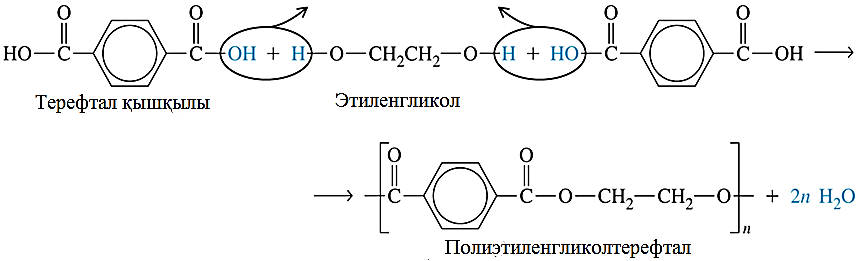 HO—C(=O)—C₆H₄—C(=O)—OH + H—O—CH₂CH₂—O—H + HO—C(=O)—C₆H₄—C(=O)—OH ⟶
Терефтал қышқылы Этиленгликол
⟶ [—C(=O)—C₆H₄—C(=O)—O—CH₂—CH₂—O—]n + 2n H₂O
Полиэтиленгликолтерефтал